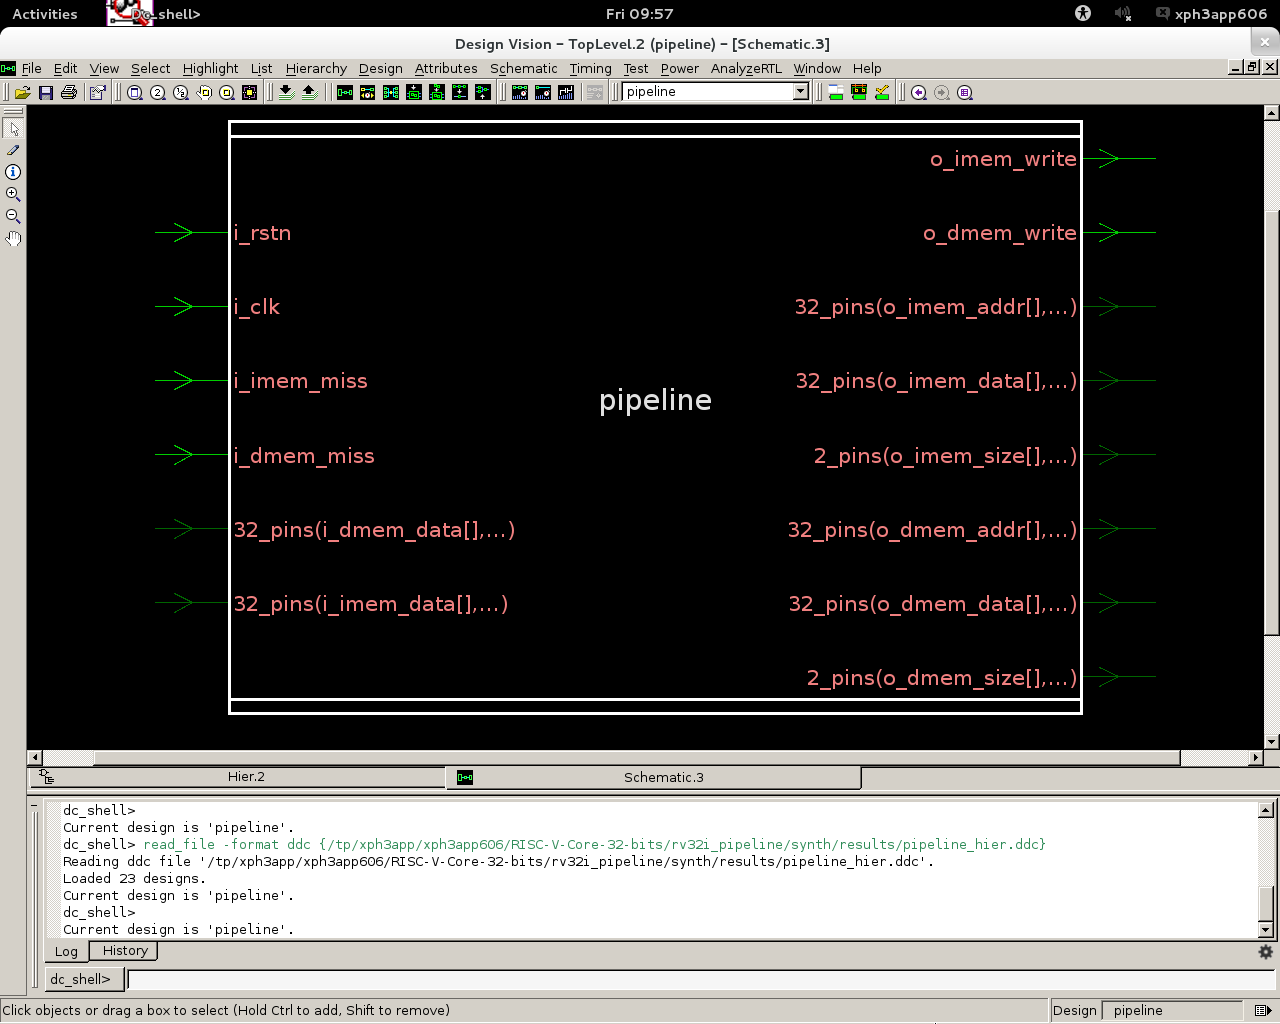 Activities
Dc_shell>
Fri 09:57
xph3app606
Design Vision - TopLevel.2 (pipeline) - [Schematic.3]
File Edit View Select Highlight List Hierarchy Design Attributes Schematic Timing Test Power AnalyzeRTL Window Help
pipeline
o_imem_write
i_rstn
o_dmem_write
i_clk
32_pins(o_imem_addr[],...)
i_imem_miss
32_pins(o_imem_data[],...)
pipeline
i_dmem_miss
2_pins(o_imem_size[],...)
32_pins(i_dmem_data[],...)
32_pins(o_dmem_addr[],...)
32_pins(i_imem_data[],...)
32_pins(o_dmem_data[],...)
2_pins(o_dmem_size[],...)
Hier.2
Schematic.3
dc_shell>
Current design is 'pipeline'.
dc_shell> read_file -format ddc {/tp/xph3app/xph3app606/RISC-V-Core-32-bits/rv32i_pipeline/synth/results/pipeline_hier.ddc}
Reading ddc file '/tp/xph3app/xph3app606/RISC-V-Core-32-bits/rv32i_pipeline/synth/results/pipeline_hier.ddc'.
Loaded 23 designs.
Current design is 'pipeline'.
dc_shell>
Current design is 'pipeline'.
Log
History
dc_shell>
Click objects or drag a box to select (Hold Ctrl to add, Shift to remove)
Design
pipeline